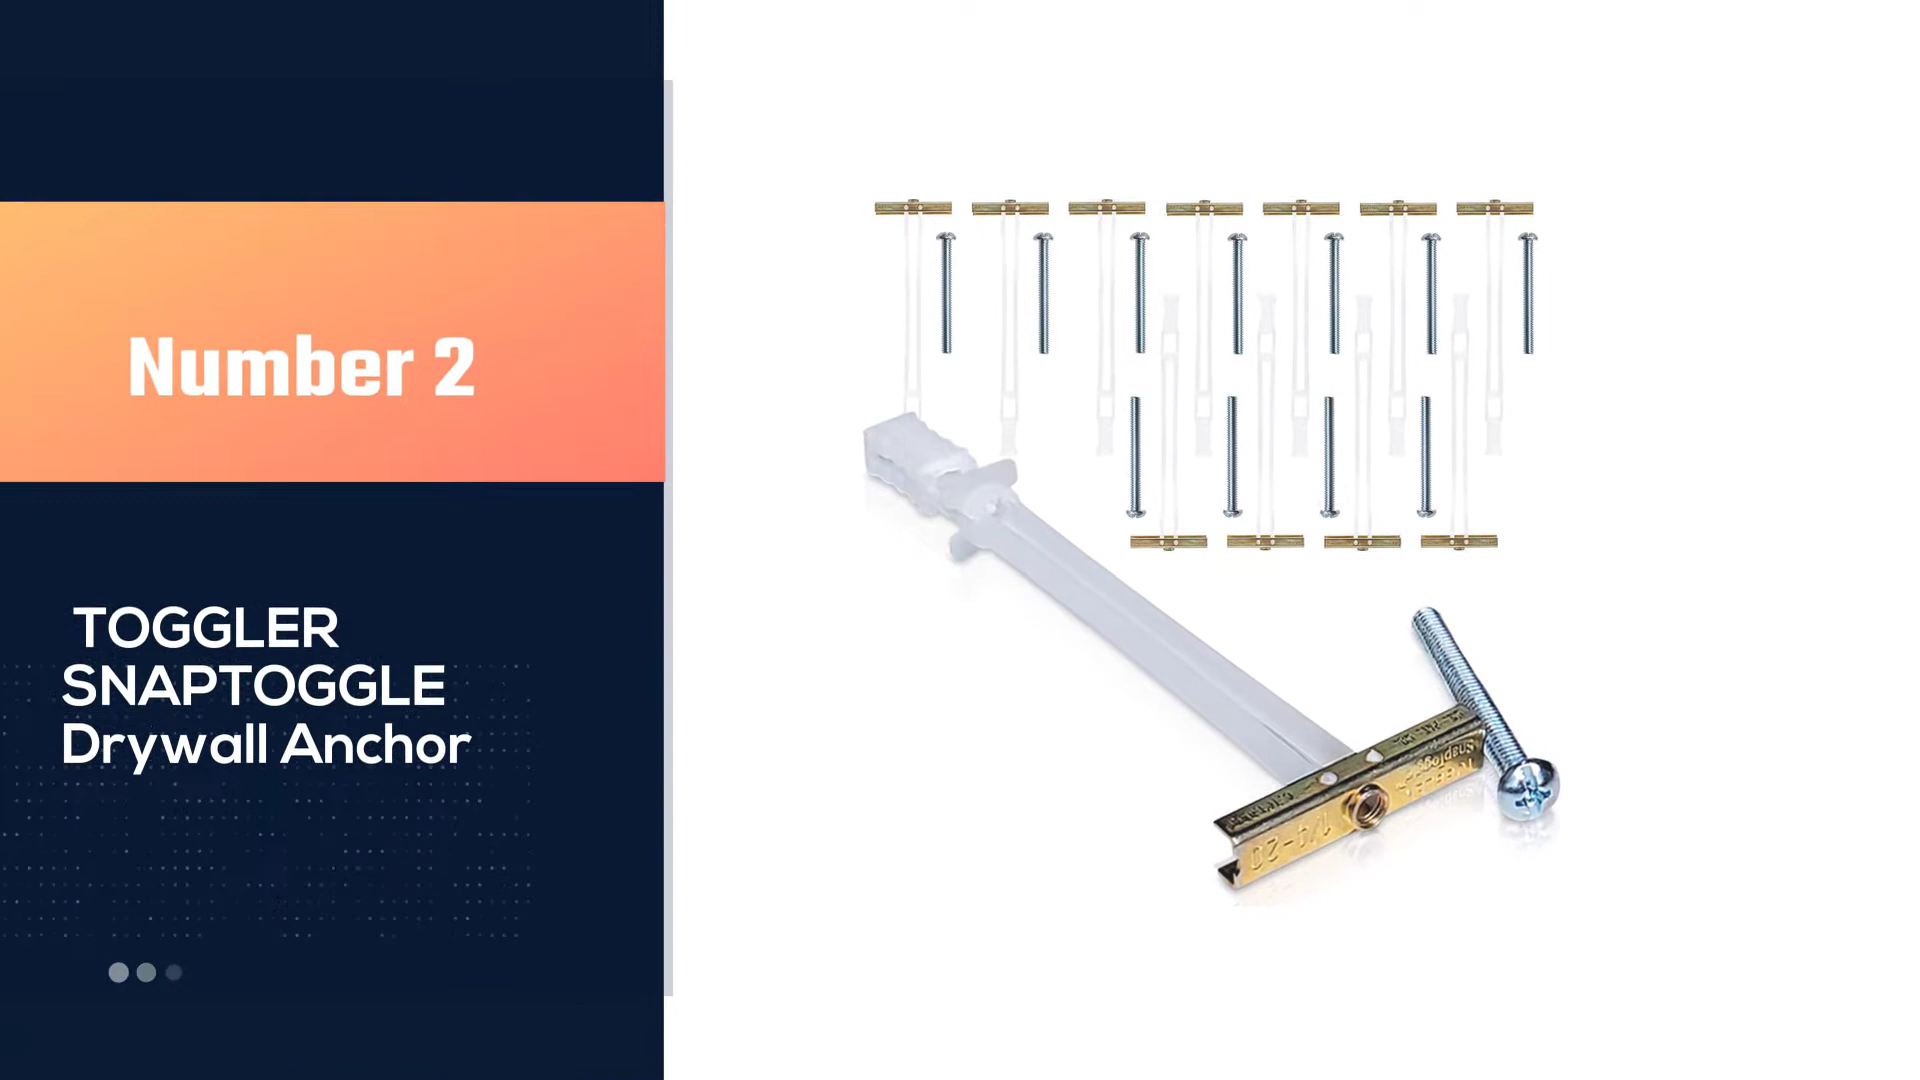 Number 2
TOGGLER
SNAPTOGGLE
Drywall Anchor
1/4-20